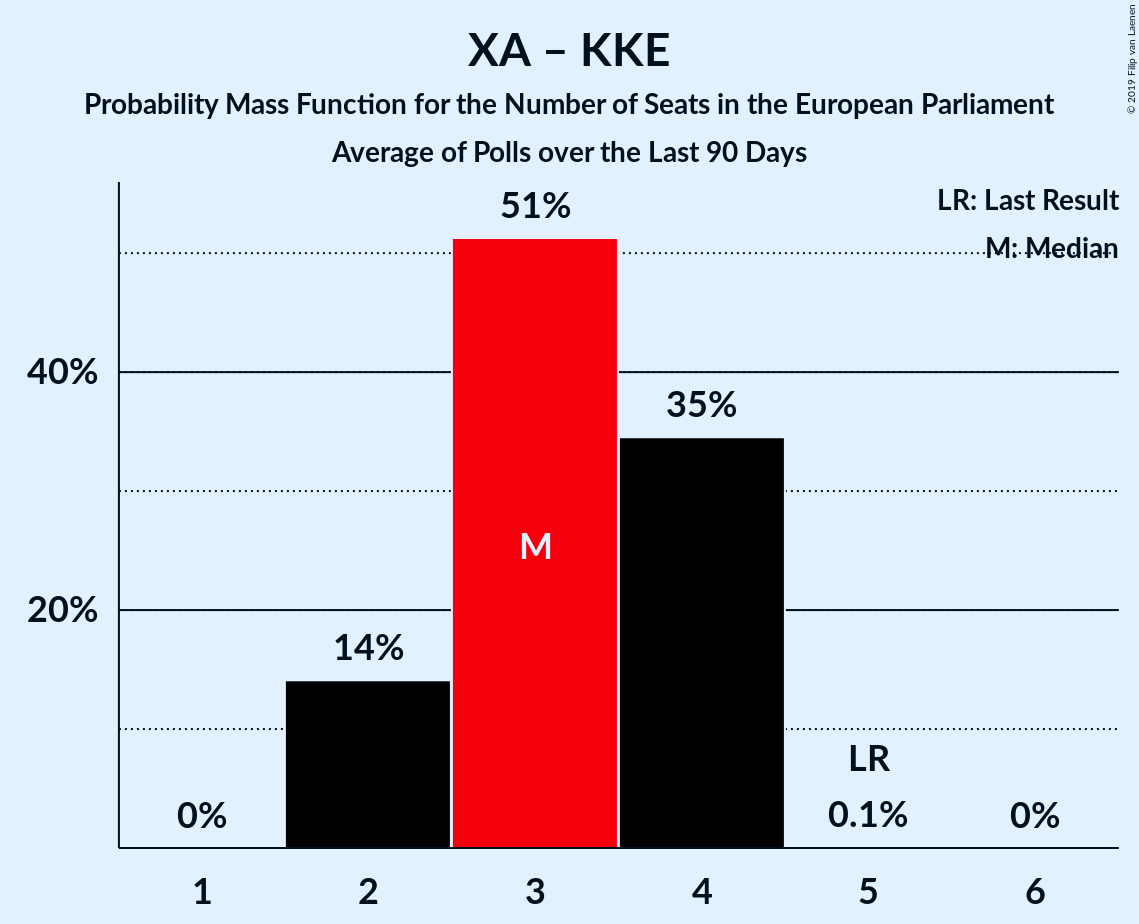 XA – KKE
Probability Mass Function for the Number of Seats in the European Parliament
Average of Polls over the Last 90 Days
© 2019 Filip van Laenen
LR: Last Result
M: Median
51%
40%
35%
M
20%
14%
LR
0%
0.1%
0%
1 2 3 4 5 6